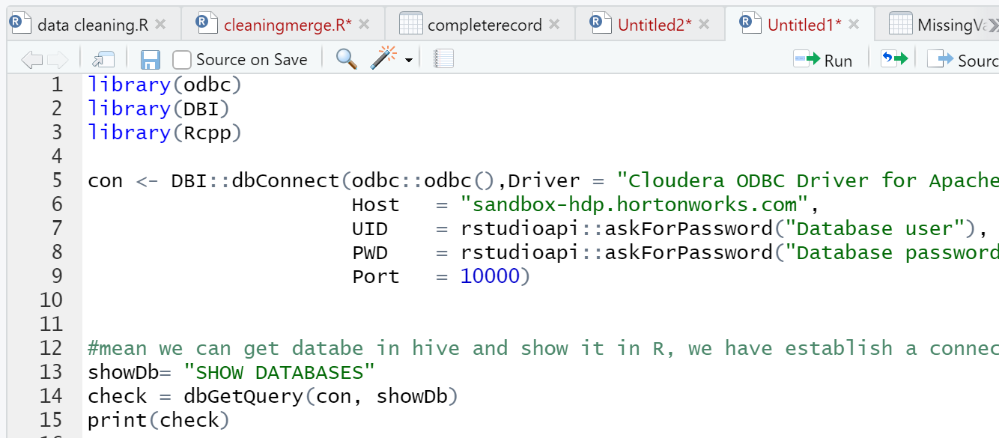 data cleaning.R cleaningmerge.R* completerecord Untitled2* Untitled1*
Source on Save Run
1 library(odbc)
2 library(DBI)
3 library(Rcpp)
4
5 con <- DBI::dbConnect(odbc::odbc(),Driver = "Cloudera ODBC Driver for Apache
6 Host = "sandbox-hdp.hortonworks.com",
7 UID = rstudioapi::askForPassword("Database user"),
8 PWD = rstudioapi::askForPassword("Database password
9 Port = 10000)
10
11
12 #mean we can get databe in hive and show it in R, we have establish a connec
13 showDb= "SHOW DATABASES"
14 check = dbGetQuery(con, showDb)
15 print(check)